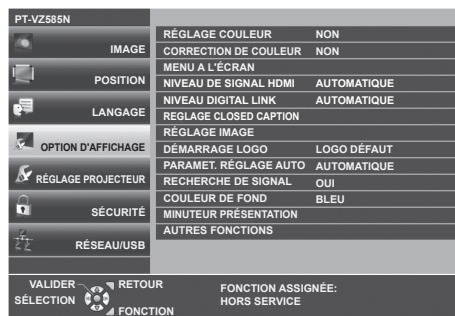 PT-VZ585N
IMAGE
POSITION
LANGAGE
OPTION D'AFFICHAGE
RÉGLAGE PROJECTEUR
SÉCURITÉ
RÉSEAU/USB
RÉGLAGE COULEUR NON
CORRECTION DE COULEUR NON
MENU A L'ÉCRAN
NIVEAU DE SIGNAL HDMI AUTOMATIQUE
NIVEAU DIGITAL LINK AUTOMATIQUE
REGLAGE CLOSED CAPTION
RÉGLAGE IMAGE
DÉMARRAGE LOGO LOGO DÉFAUT
PARAMET. RÉGLAGE AUTO AUTOMATIQUE
RECHERCHE DE SIGNAL OUI
COULEUR DE FOND BLEU
MINUTEUR PRÉSENTATION
AUTRES FONCTIONS
VALIDER RETOUR
SÉLECTION
FONCTION
FONCTION ASSIGNÉE:
HORS SERVICE